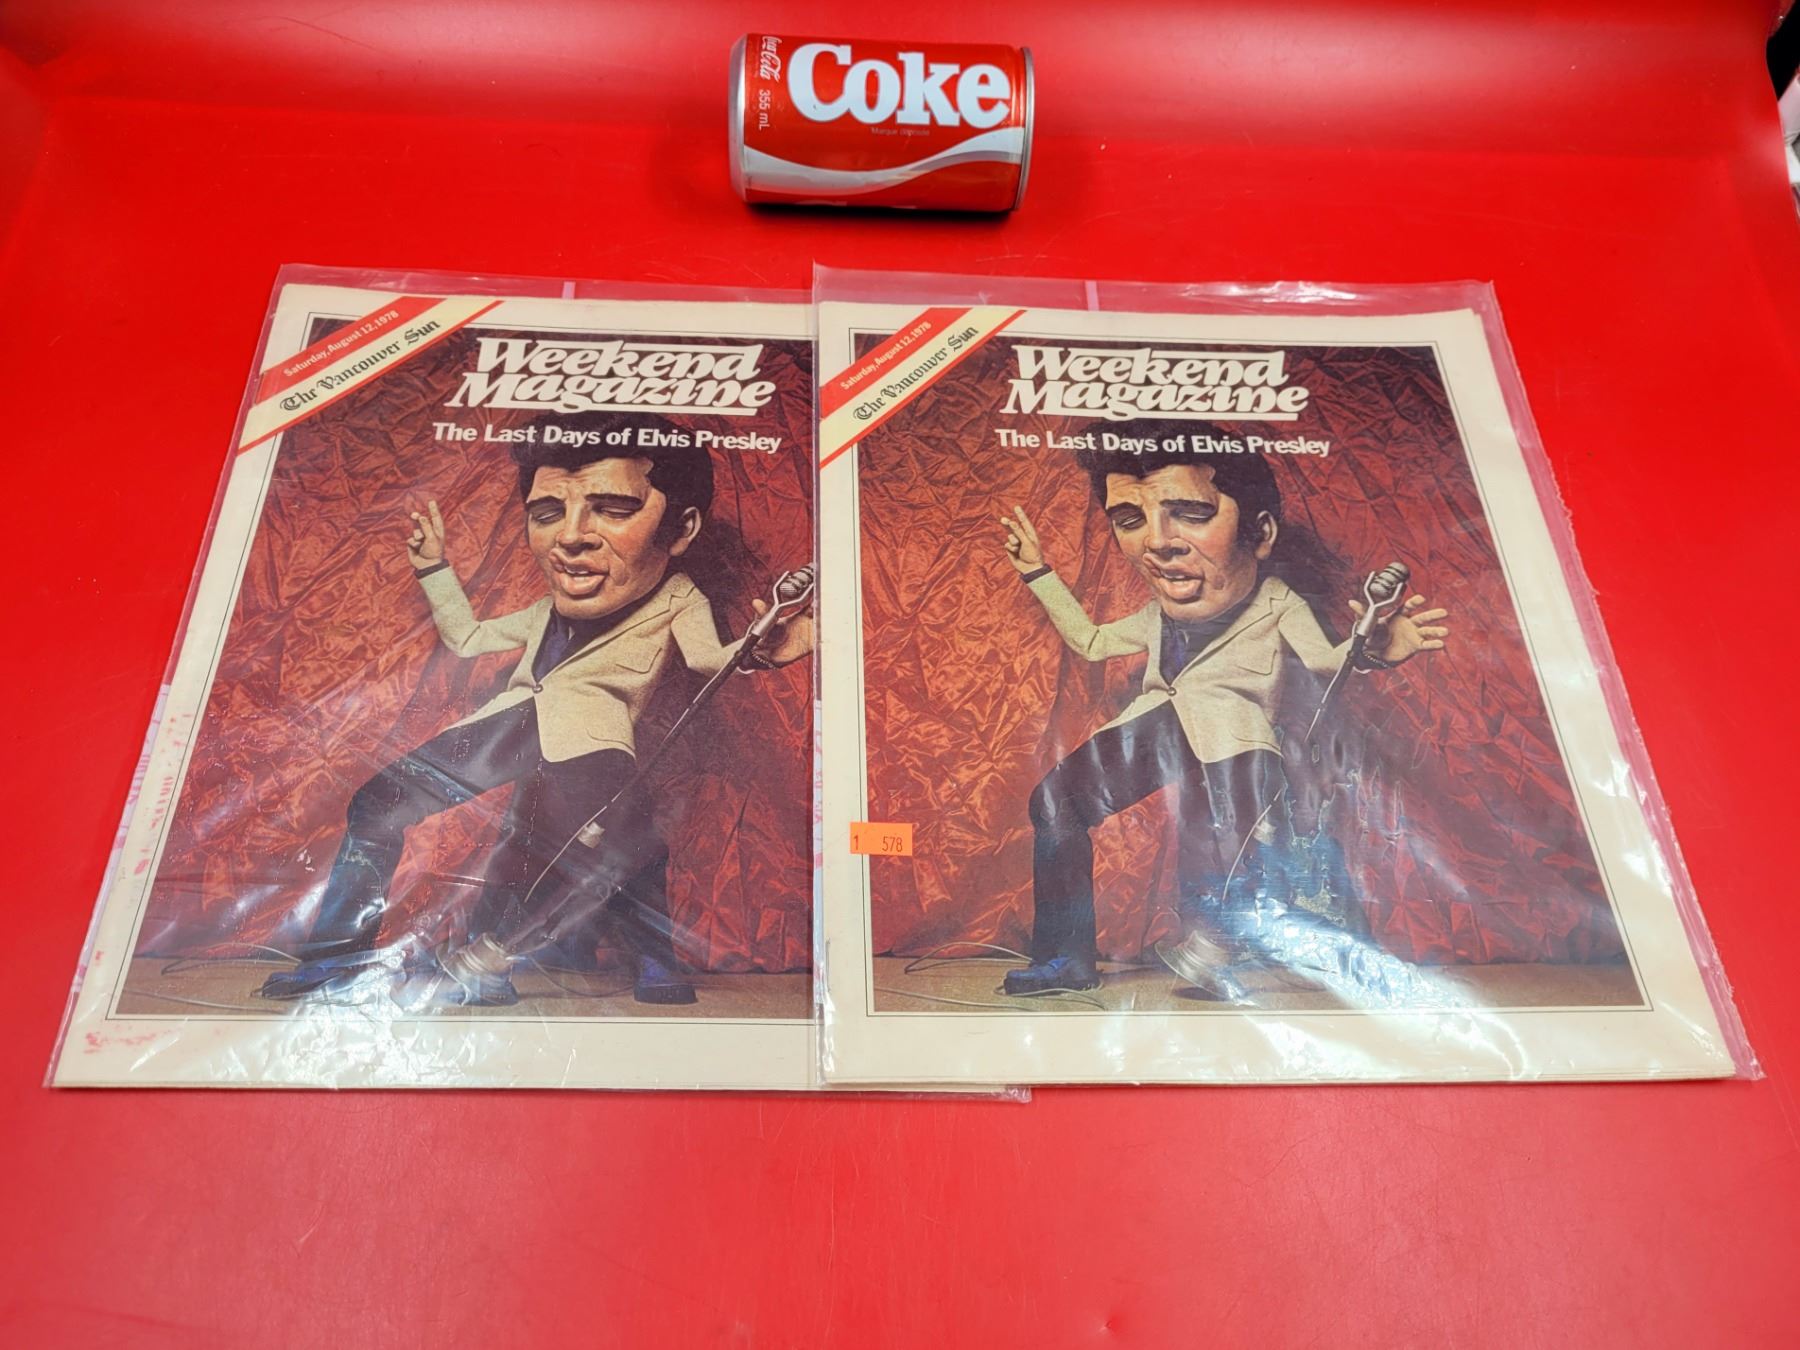 Coca-Cola 355 mL
Coke
Marque déposée
Saturday, August 12, 1978
The Vancouver Sun
Weekend
Magazine
The Last Days of Elvis Presley
Saturday, August 12, 1978
The Vancouver Sun
Weekend
Magazine
The Last Days of Elvis Presley
1 578